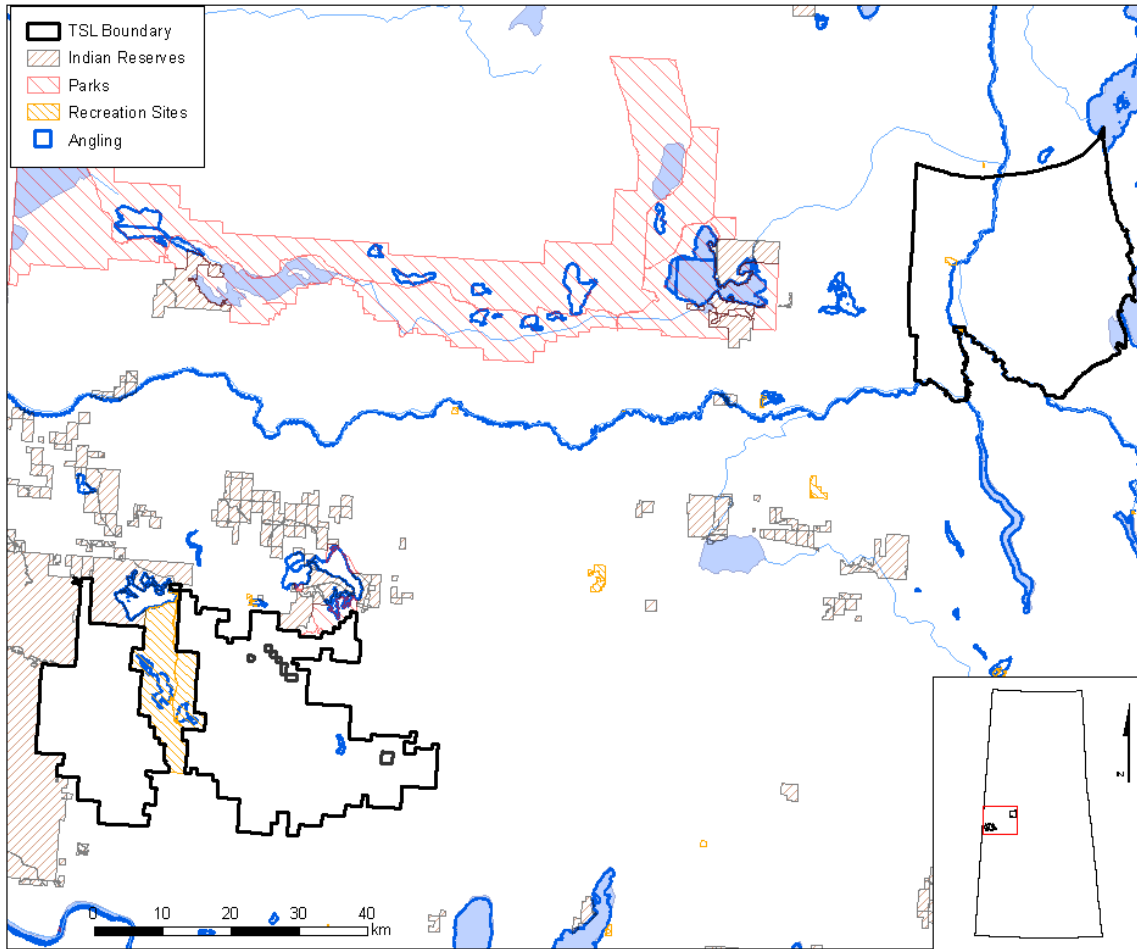 TSL Boundary
Indian Reserves
Parks
Recreation Sites
Angling
N
0 10 20 30 40
km